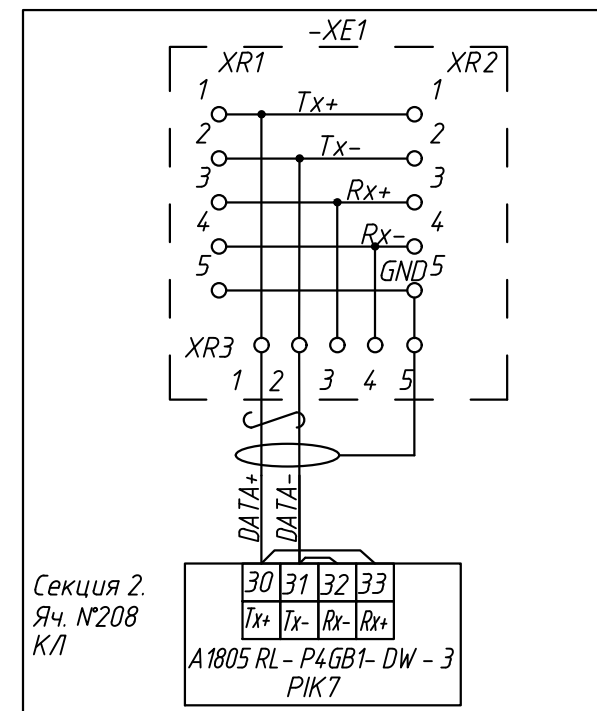 -XE1
XR1 XR2
1 Tx+ 1
2 Tx- 2
3 Rx+ 3
4 Rx- 4
5 GND 5
XR3
1 2 3 4 5
DATA+ DATA-
30 31 32 33
Tx+ Tx- Rx- Rx+
A1805 RL - P4GB1- DW - 3
PIK7
Секция 2.
Яч. №208
КЛ